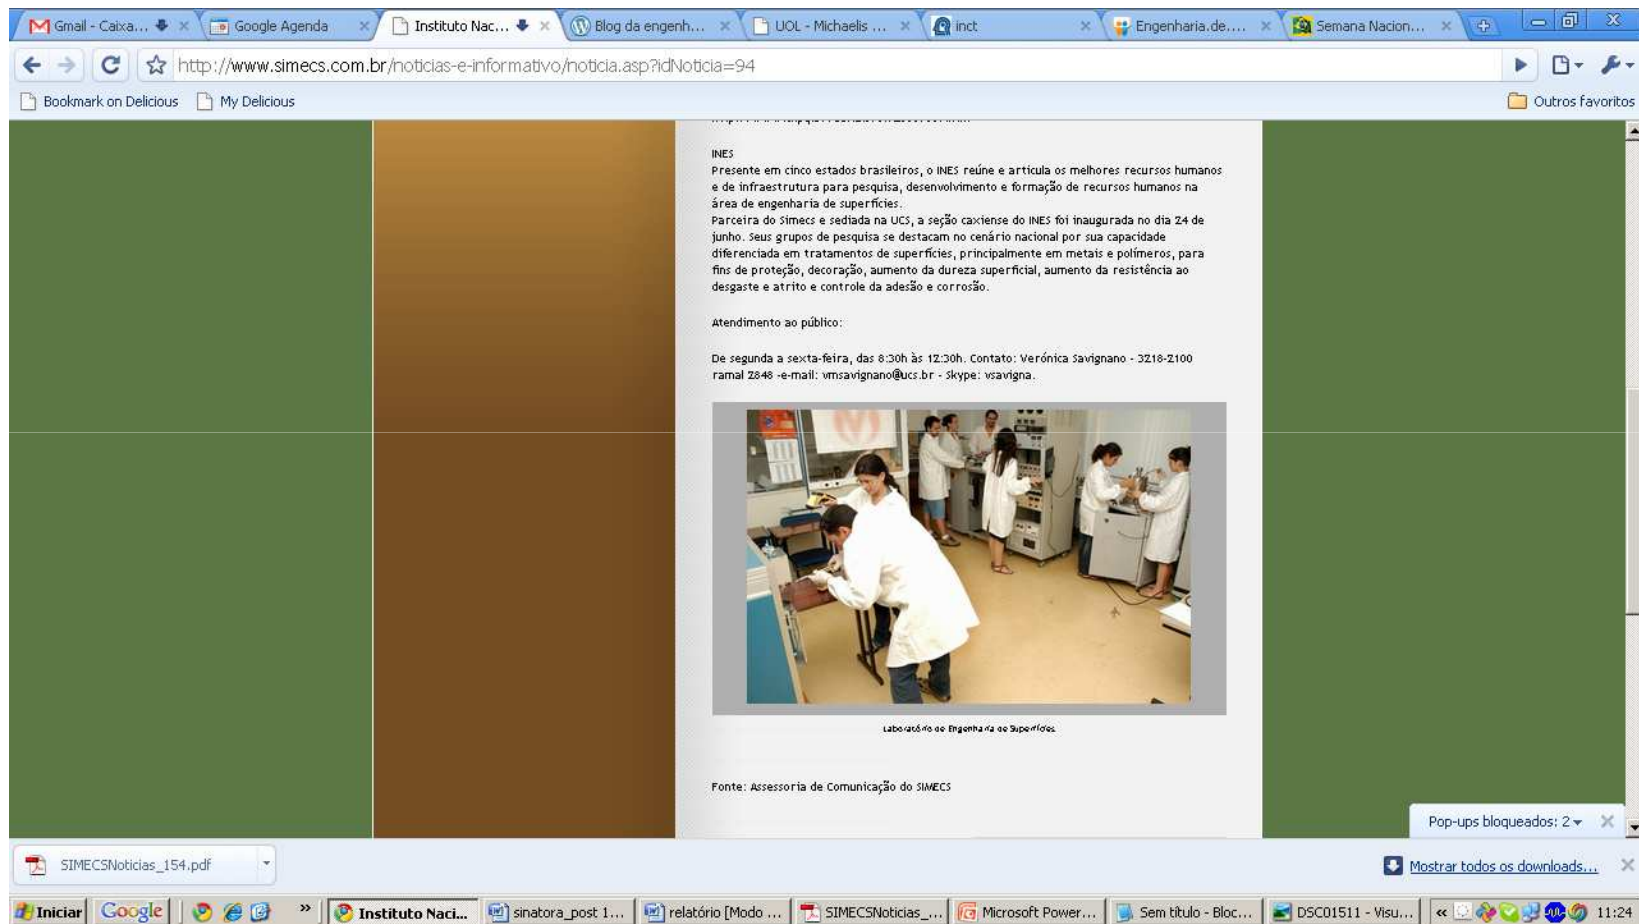 Gmail - Caixa...
Google Agenda
Instituto Nac...
Blog da engenh...
UOL - Michaelis ...
inct
Engenharia.de....
Semana Nacion...
http://www.simecs.com.br/noticias-e-informativo/noticia.asp?idNoticia=94
Bookmark on Delicious
My Delicious
Outros favoritos
INES
Presente em cinco estados brasileiros, o INES reúne e articula os melhores recursos humanos
e de infraestrutura para pesquisa, desenvolvimento e formação de recursos humanos na
área de engenharia de superfícies.
Parceira do Simecs e sediada na UCS, a seção caxiense do INES foi inaugurada no dia 24 de
junho. Seus grupos de pesquisa se destacam no cenário nacional por sua capacidade
diferenciada em tratamentos de superfícies, principalmente em metais e polímeros, para
fins de proteção, decoração, aumento da dureza superficial, aumento da resistência ao
desgaste e atrito e controle da adesão e corrosão.
Atendimento ao público:
De segunda a sexta-feira, das 8:30h às 12:30h. Contato: Verónica Savignano - 3218-2100
ramal 2848 -e-mail: vmsavignano@ucs.br - Skype: vsavigna.
Laboratório de Engenharia de Superfícies
Fonte: Assessoria de Comunicação do SIMECS
Pop-ups bloqueados: 2
SIMECSNoticias_154.pdf
Mostrar todos os downloads...
Iniciar
Google
»
Instituto Naci...
sinatora_post 1...
relatório [Modo ...
SIMECSNoticias_...
Microsoft Power...
Sem título - Bloc...
DSC01511 - Visu...
«
11:24